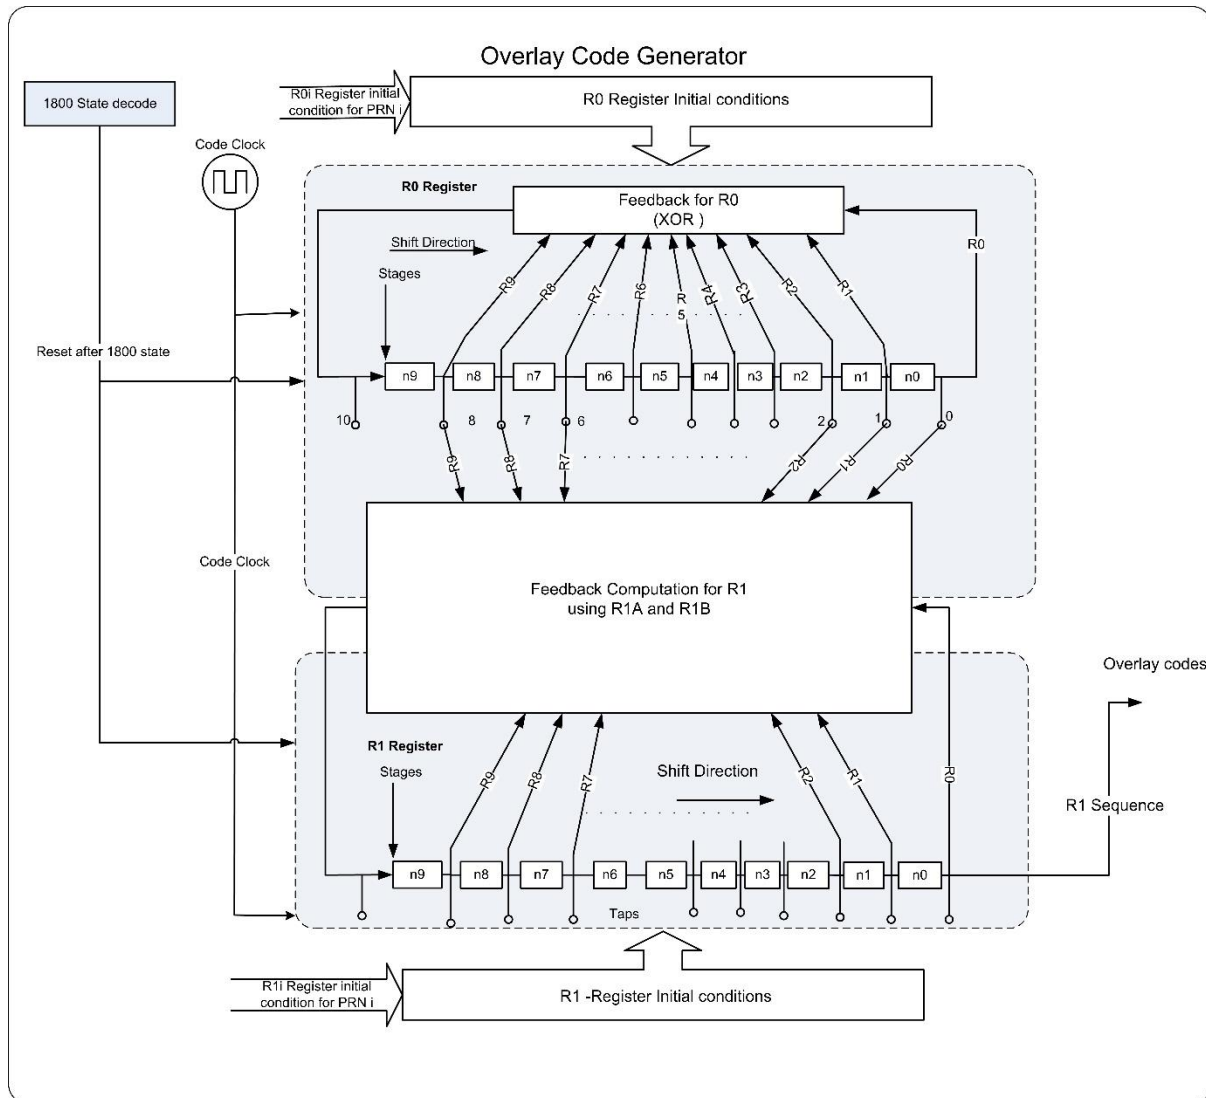 Overlay Code Generator
1800 State decode
R0i Register initial
condition for PRN i
R0 Register Initial conditions
Code Clock
R0 Register
Feedback for R0
(XOR )
Shift Direction
Stages
R9
R8
R7
R6
R
5
R4
R3
R2
R1
R0
Reset after 1800 state
n9
n8
n7
n6
n5
n4
n3
n2
n1
n0
10
8
7
6
2
1
0
R9
R8
R7
R2
R1
R0
Code Clock
Feedback Computation for R1
using R1A and R1B
Overlay codes
R1 Register
Stages
Shift Direction
R9
R8
R7
R2
R1
R0
R1 Sequence
n9
n8
n7
n6
n5
n4
n3
n2
n1
n0
Taps
R1i Register initial
condition for PRN i
R1 -Register Initial conditions